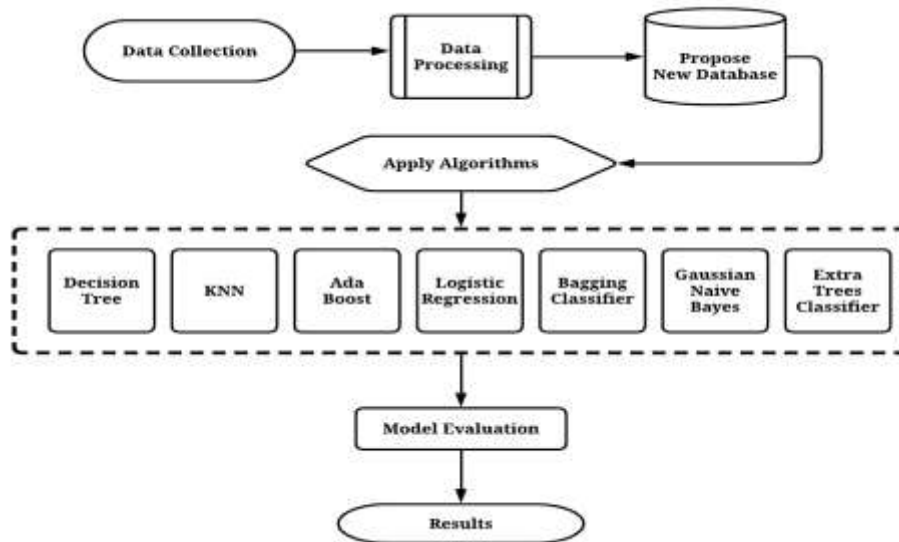 Data Collection
Data
Processing
Propose
New Database
Apply Algorithms
Decision
Tree
KNN
Ada
Boost
Logistic
Regression
Bagging
Classifier
Gaussian
Naive
Bayes
Extra
Trees
Classifier
Model Evaluation
Results